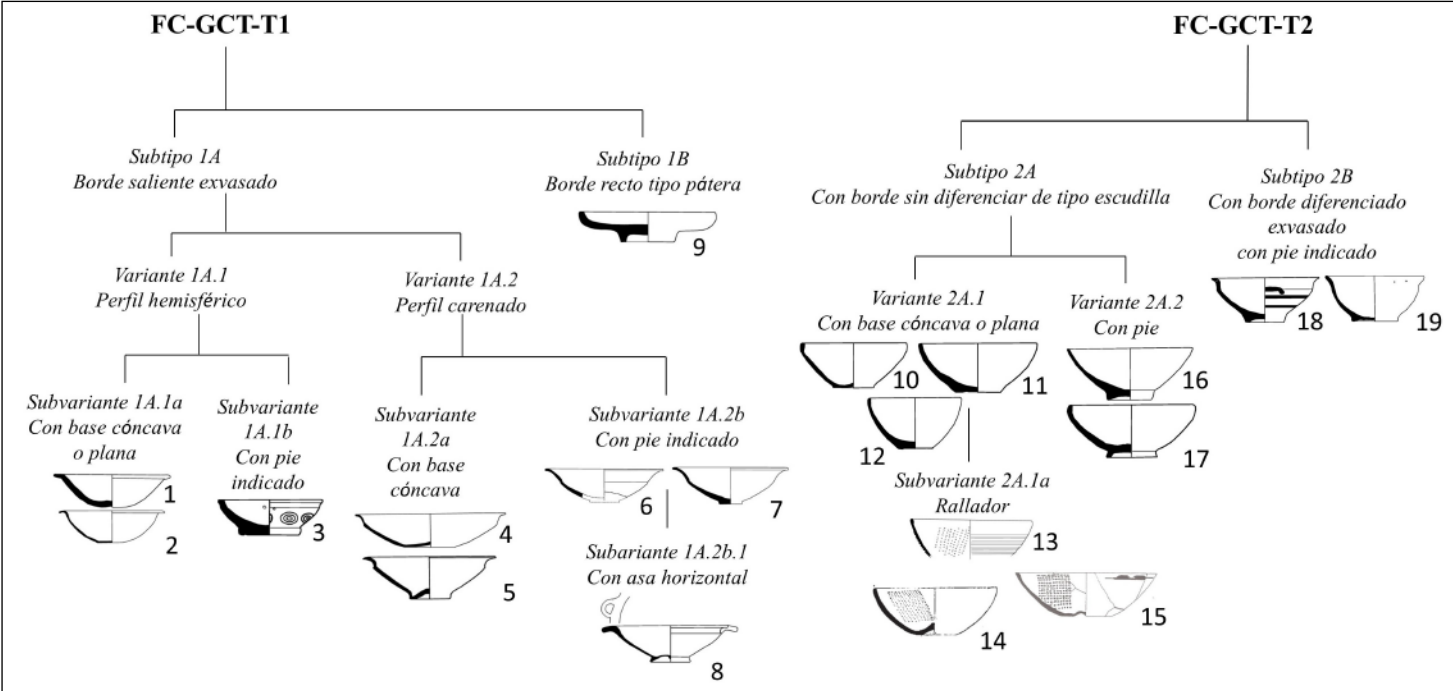 FC-GCT-T1
Subtipo 1A
Borde saliente exvasado
Subtipo 1B
Borde recto tipo pátera
9
Variante 1A.1
Perfil hemisférico
Variante 1A.2
Perfil carenado
Subvariante 1A.1a
Con base cóncava
o plana
1
2
Subvariante
1A.1b
Con pie
indicado
3
Subvariante
1A.2a
Con base
cóncava
4
5
Subvariante 1A.2b
Con pie indicado
6
7
Subariante 1A.2b.1
Con asa horizontal
8
FC-GCT-T2
Subtipo 2A
Con borde sin diferenciar de tipo escudilla
Subtipo 2B
Con borde diferenciado
exvasado
con pie indicado
18
19
Variante 2A.1
Con base cóncava o plana
10
11
12
Variante 2A.2
Con pie
16
17
Subvariante 2A.1a
Rallador
13
14
15